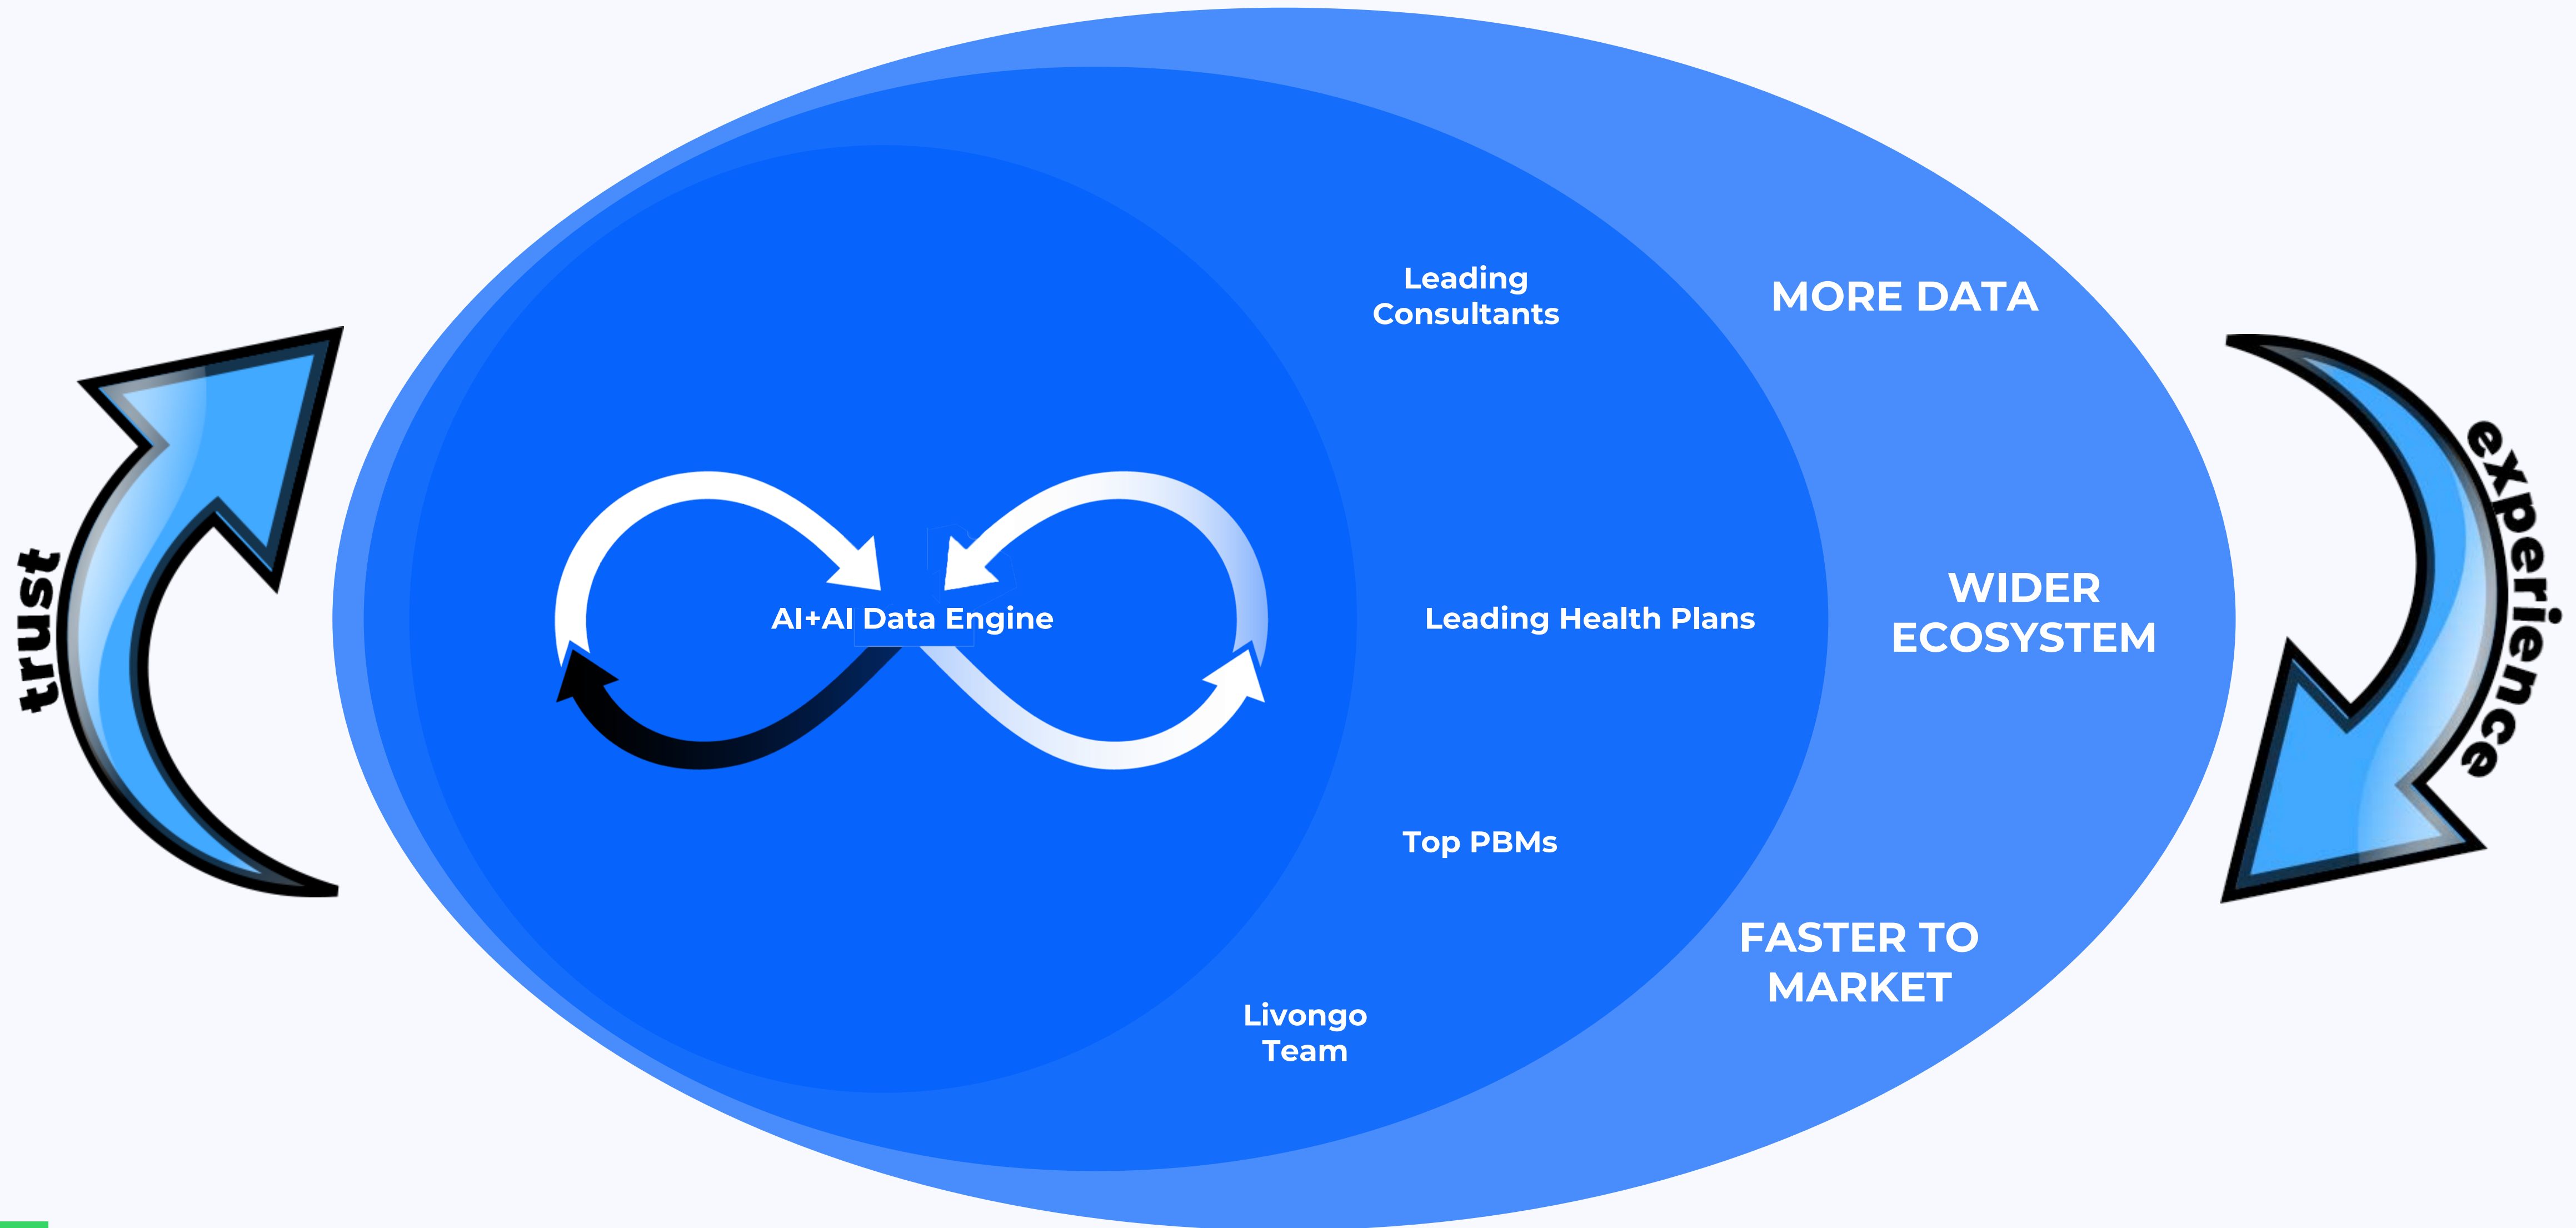 trust
AI+AI Data Engine
Leading
Consultants
Leading Health Plans
Top PBMs
Livongo
Team
MORE DATA
WIDER
ECOSYSTEM
FASTER TO
MARKET
experience